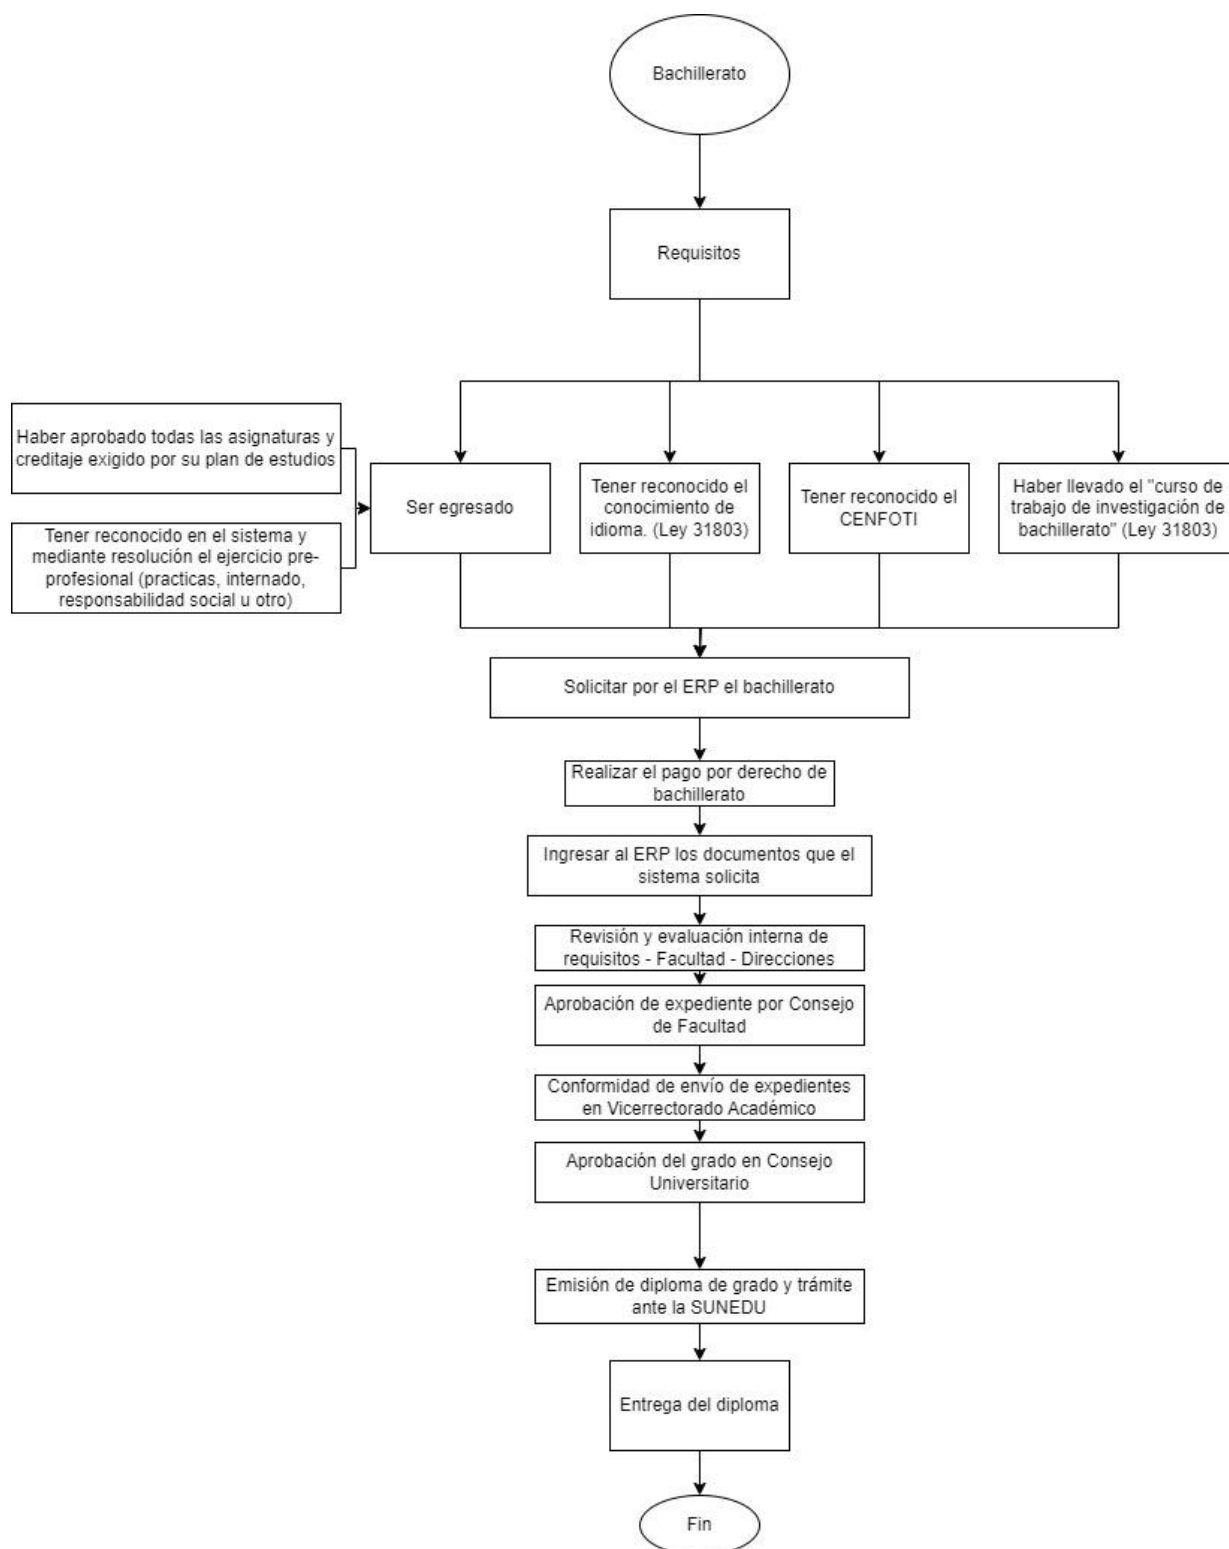 Bachillerato
Requisitos
Haber aprobado todas las asignaturas y
creditaje exigido por su plan de estudios
Tener reconocido en el sistema y
mediante resolución el ejercicio pre-
profesional (practicas, internado,
responsabilidad social u otro)
Ser egresado
Tener reconocido el
conocimiento de
idioma. (Ley 31803)
Tener reconocido el
CENFOTI
Haber llevado el "curso de
trabajo de investigación de
bachillerato" (Ley 31803)
Solicitar por el ERP el bachillerato
Realizar el pago por derecho de
bachillerato
Ingresar al ERP los documentos que el
sistema solicita
Revisión y evaluación interna de
requisitos - Facultad - Direcciones
Aprobación de expediente por Consejo
de Facultad
Conformidad de envío de expedientes
en Vicerrectorado Académico
Aprobación del grado en Consejo
Universitario
Emisión de diploma de grado y trámite
ante la SUNEDU
Entrega del diploma
Fin